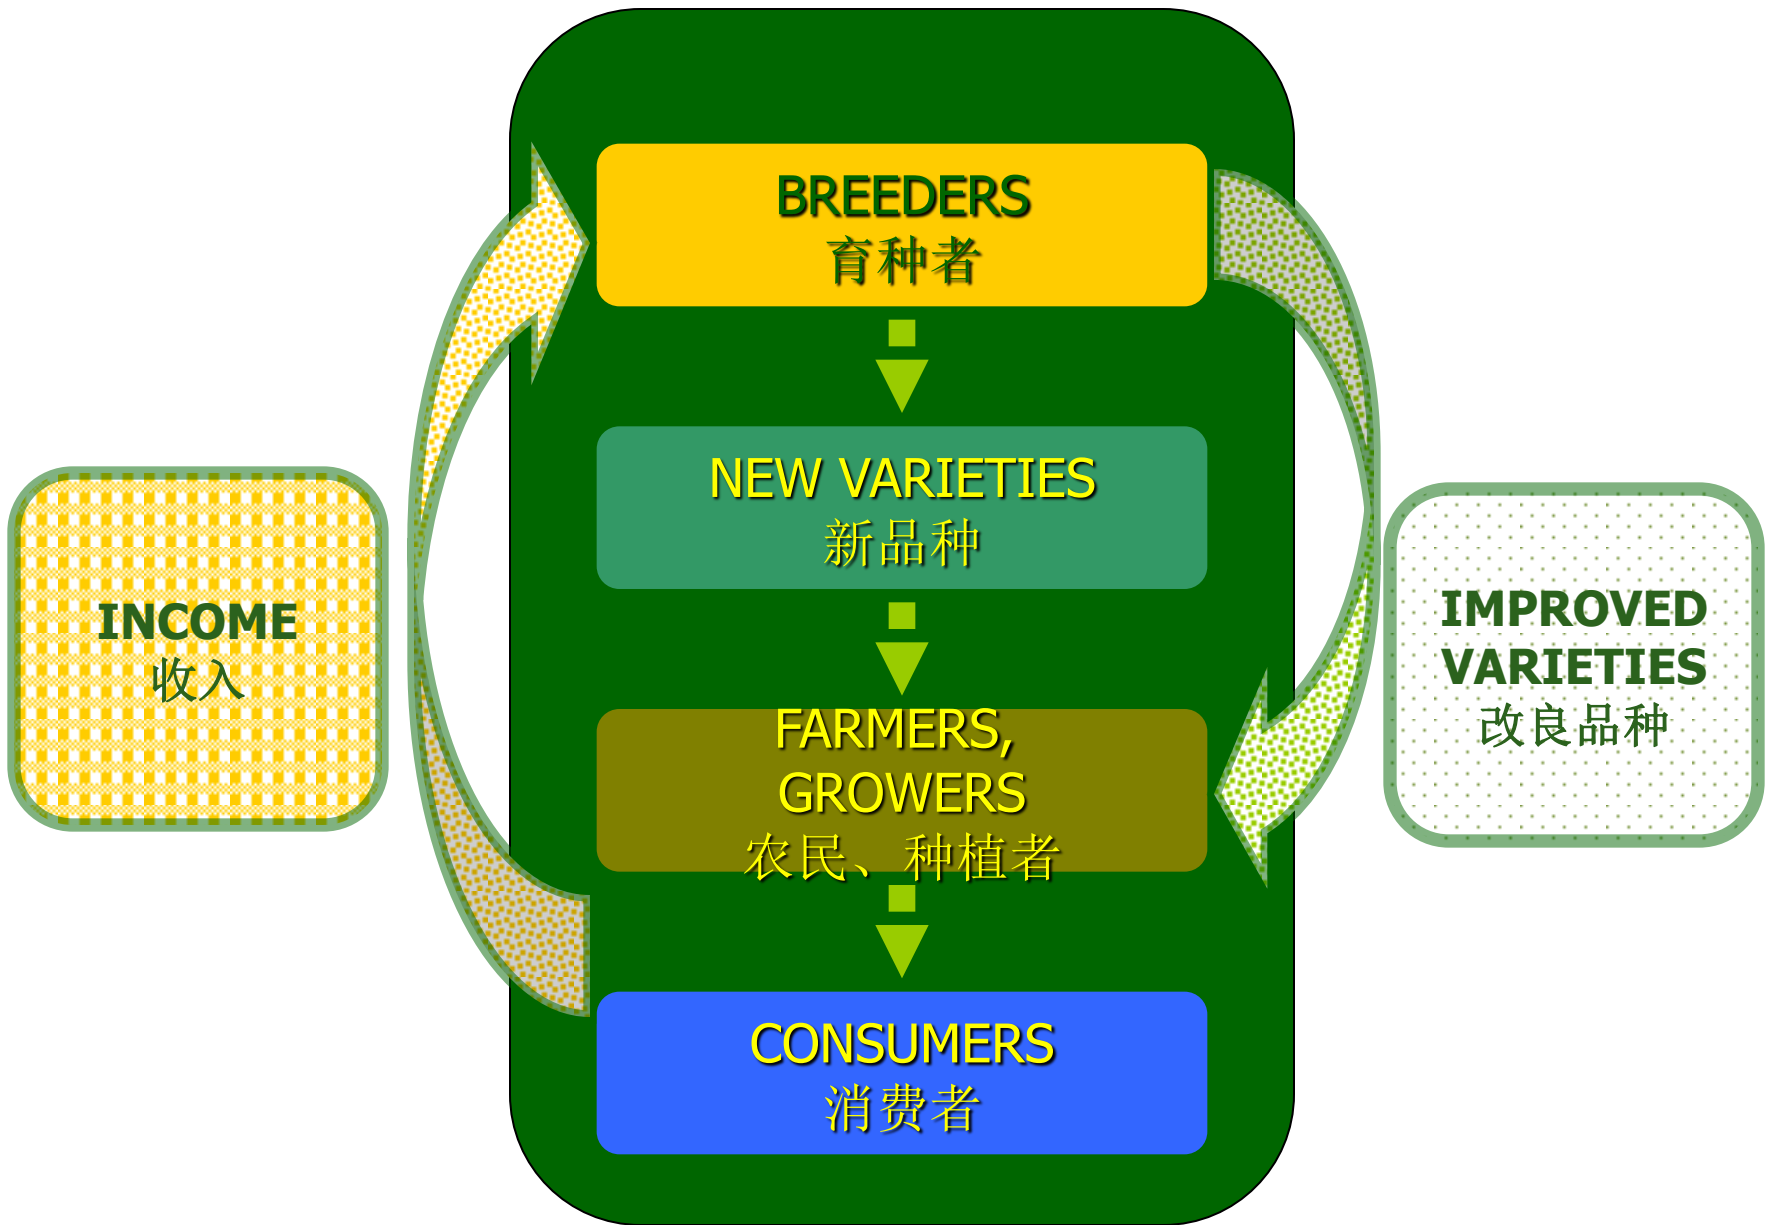 BREEDERS
育种者
NEW VARIETIES
新品种
FARMERS,
GROWERS
农民、种植者
CONSUMERS
消费者
INCOME
收入
IMPROVED
VARIETIES
改良品种